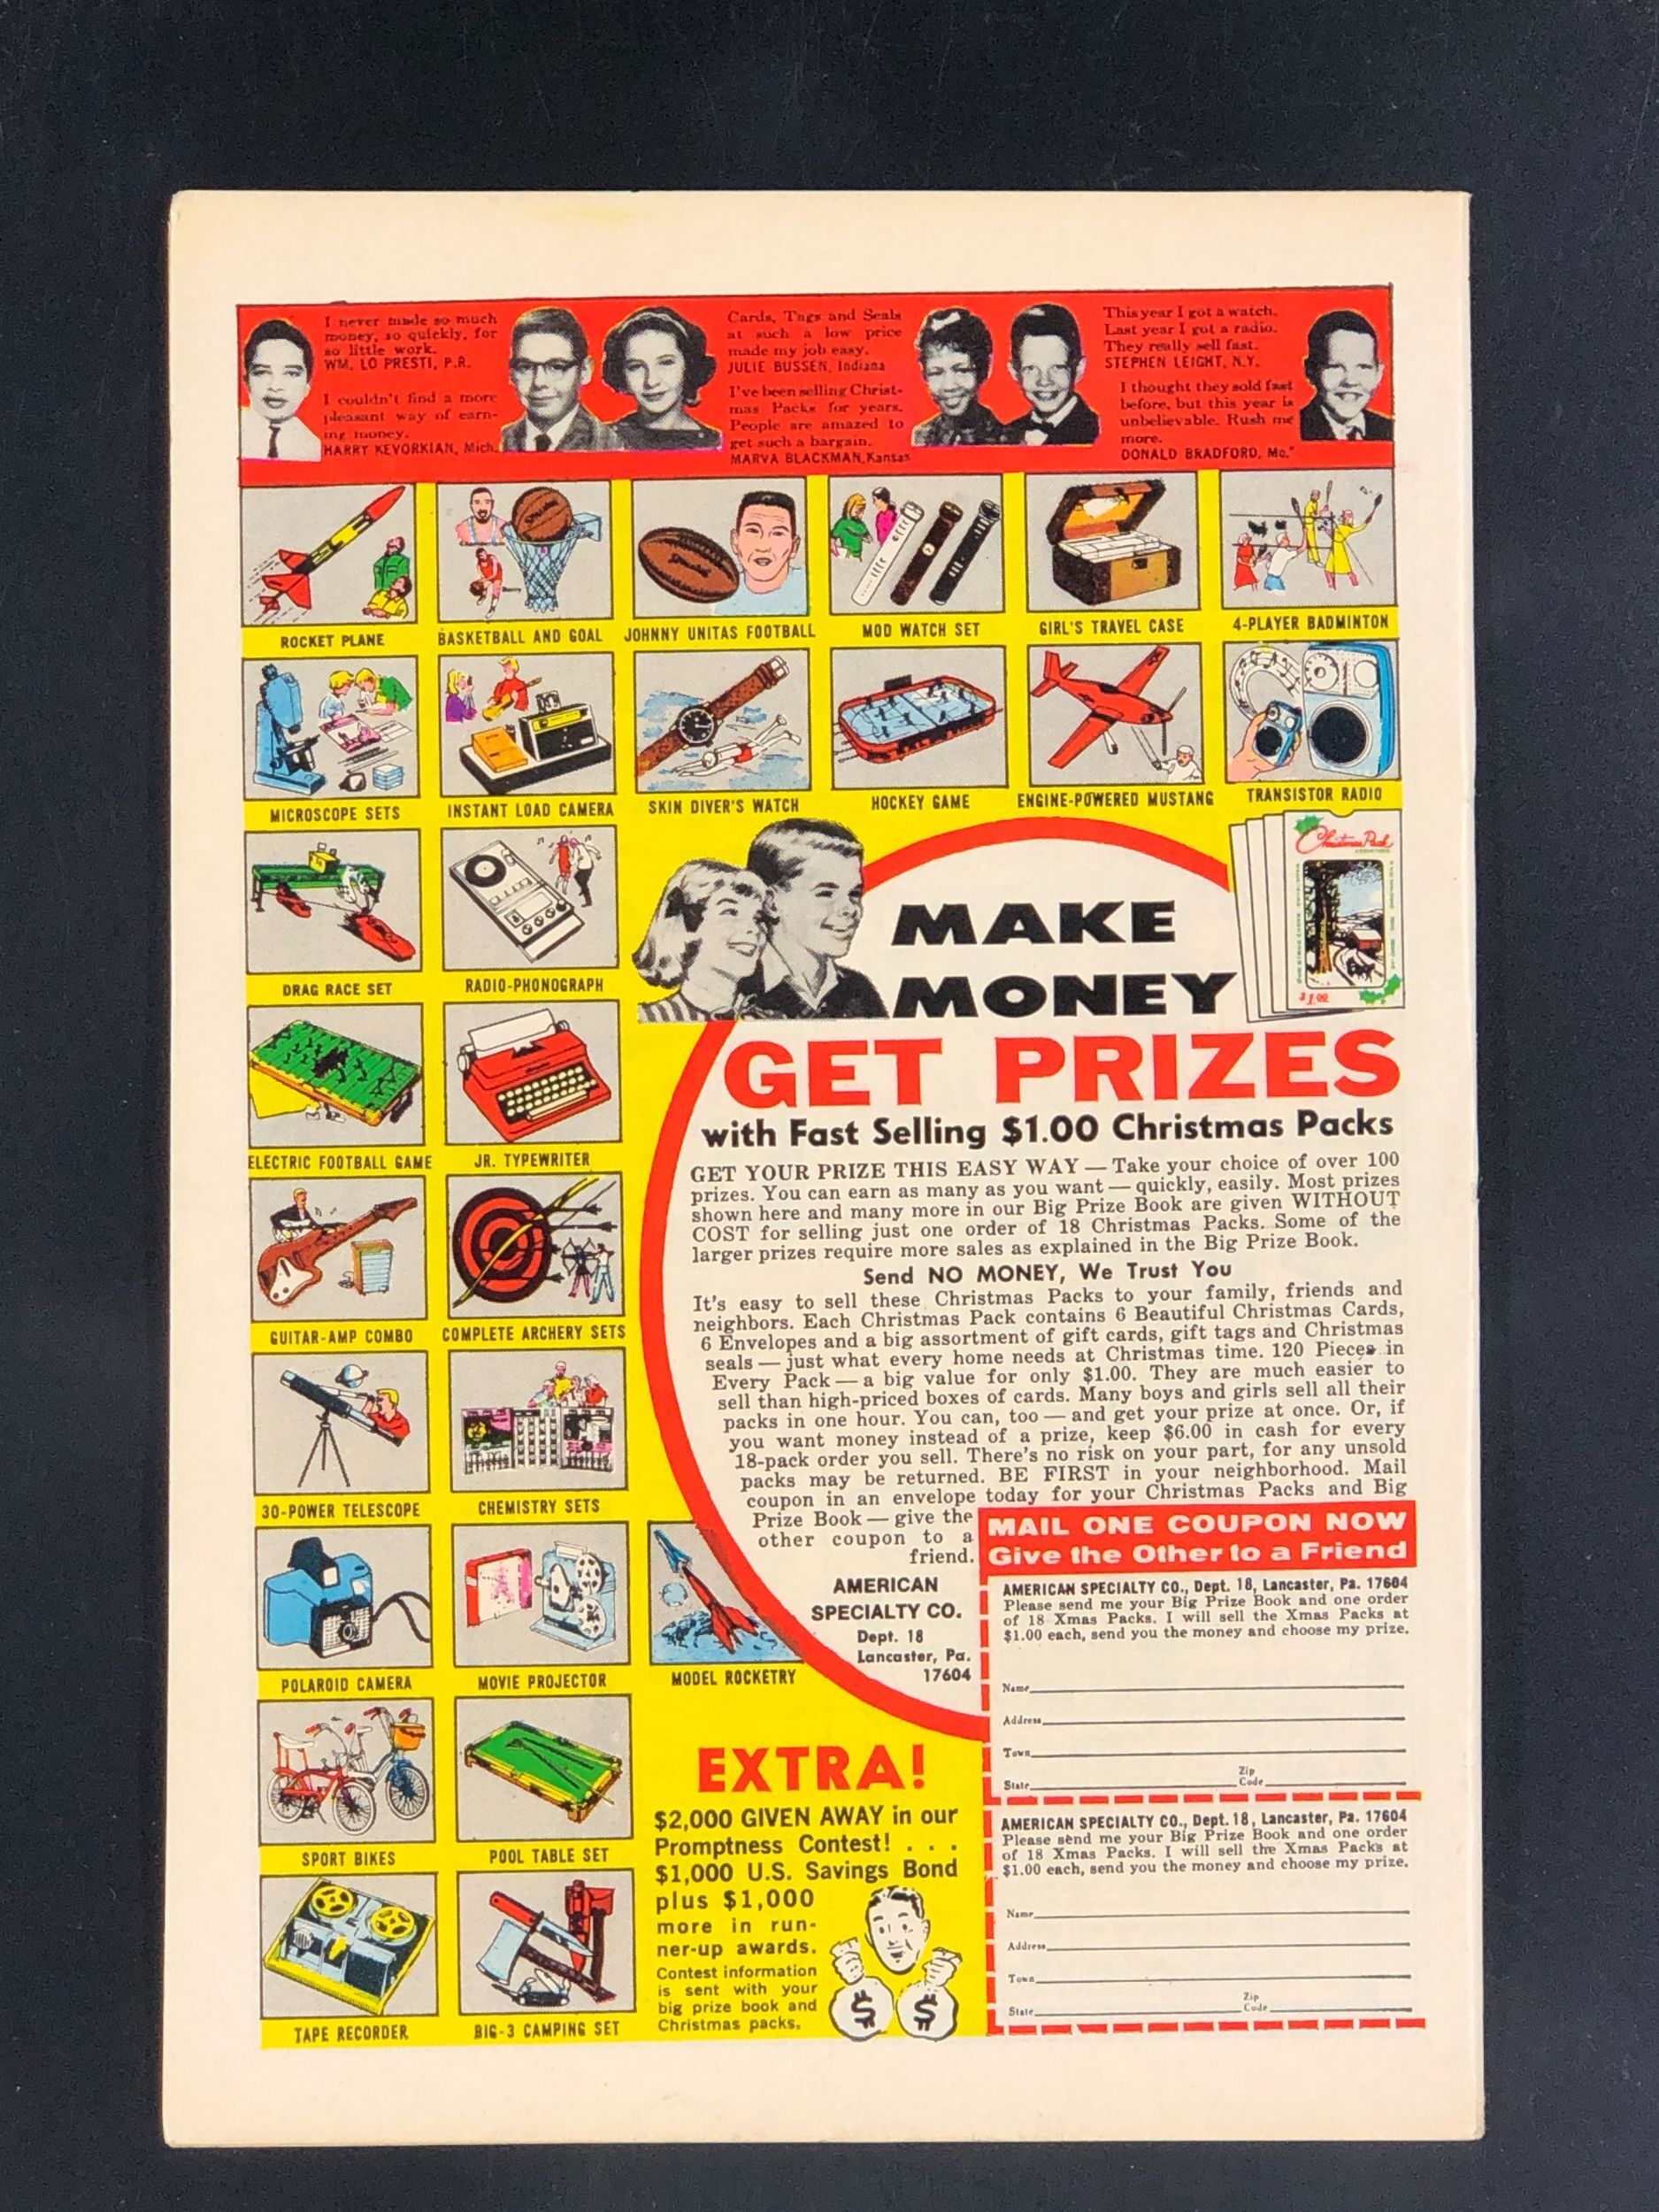 I never made so much
money, so quickly, for
so little work.
WM. LO PRESTI, P.R.
I couldn't find a more
pleasant way of earn-
ing money.
HARRY KEVORKIAN, Mich.
Cards, Tags and Seals
at such a low price
made my job easy.
JULIE BUSSEN, Indiana
I've been selling Christ-
mas Packs for years.
People are amazed to
get such a bargain.
MARVA BLACKMAN, Kansas
This year I got a watch.
Last year I got a radio.
They really sell fast.
STEPHEN LEIGHT, N.Y.
I thought they sold fast
before, but this year is
unbelievable. Rush me
more.
DONALD BRADFORD, Mo."
ROCKET PLANE
BASKETBALL AND GOAL
JOHNNY UNITAS FOOTBALL
MOD WATCH SET
GIRL'S TRAVEL CASE
4-PLAYER BADMINTON
MICROSCOPE SETS
INSTANT LOAD CAMERA
SKIN DIVER'S WATCH
HOCKEY GAME
ENGINE-POWERED MUSTANG
TRANSISTOR RADIO
DRAG RACE SET
RADIO-PHONOGRAPH
ELECTRIC FOOTBALL GAME
JR. TYPEWRITER
GUITAR-AMP COMBO
COMPLETE ARCHERY SETS
30-POWER TELESCOPE
CHEMISTRY SETS
POLAROID CAMERA
MOVIE PROJECTOR
MODEL ROCKETRY
SPORT BIKES
POOL TABLE SET
TAPE RECORDER
BIG-3 CAMPING SET
Christmas Pack
$1.00
MAKE
MONEY
GET PRIZES
with Fast Selling $1.00 Christmas Packs
GET YOUR PRIZE THIS EASY WAY — Take your choice of over 100
prizes. You can earn as many as you want — quickly, easily. Most prizes
shown here and many more in our Big Prize Book are given WITHOUT
COST for selling just one order of 18 Christmas Packs. Some of the
larger prizes require more sales as explained in the Big Prize Book.
Send NO MONEY, We Trust You
It's easy to sell these Christmas Packs to your family, friends and
neighbors. Each Christmas Pack contains 6 Beautiful Christmas Cards,
6 Envelopes and a big assortment of gift cards, gift tags and Christmas
seals — just what every home needs at Christmas time. 120 Pieces in
Every Pack — a big value for only $1.00. They are much easier to
sell than high-priced boxes of cards. Many boys and girls sell all their
packs in one hour. You can, too — and get your prize at once. Or, if
you want money instead of a prize, keep $6.00 in cash for every
18-pack order you sell. There's no risk on your part, for any unsold
packs may be returned. BE FIRST in your neighborhood. Mail
coupon in an envelope today for your Christmas Packs and Big
Prize Book — give the
other coupon to a
friend.
AMERICAN
SPECIALTY CO.
Dept. 18
Lancaster, Pa.
17604
EXTRA!
$2,000 GIVEN AWAY in our
Promptness Contest! . . .
$1,000 U.S. Savings Bond
plus $1,000
more in run-
ner-up awards.
Contest information
is sent with your
big prize book and
Christmas packs.
$ $
MAIL ONE COUPON NOW
Give the Other to a Friend
AMERICAN SPECIALTY CO., Dept. 18, Lancaster, Pa. 17604
Please send me your Big Prize Book and one order
of 18 Xmas Packs. I will sell the Xmas Packs at
$1.00 each, send you the money and choose my prize.
Name
Address
Town
State Zip Code
AMERICAN SPECIALTY CO., Dept. 18, Lancaster, Pa. 17604
Please send me your Big Prize Book and one order
of 18 Xmas Packs. I will sell the Xmas Packs at
$1.00 each, send you the money and choose my prize.
Name
Address
Town
State Zip Code